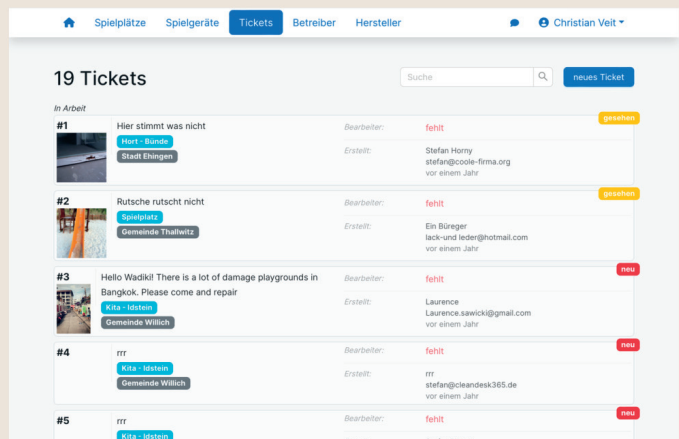 Spielplätze Spielgeräte Tickets Betreiber Hersteller Christian Veit
19 Tickets
Suche
neues Ticket
In Arbeit
gesehen
#1 Hier stimmt was nicht Bearbeiter: fehlt
Hort - Bünde
Stadt Ehingen
Erstellt: Stefan Horny
stefan@coole-firma.org
vor einem Jahr
gesehen
#2 Rutsche rutscht nicht Bearbeiter: fehlt
Spielplatz
Gemeinde Thallwitz
Erstellt: Ein Büreger
lack-und leder@hotmail.com
vor einem Jahr
neu
#3 Hello Wadiki! There is a lot of damage playgrounds in
Bangkok. Please come and repair
Bearbeiter: fehlt
Kita - Idstein
Gemeinde Willich
Erstellt: Laurence
Laurence.sawicki@gmail.com
vor einem Jahr
neu
#4 rrr Bearbeiter: fehlt
Kita - Idstein
Gemeinde Willich
Erstellt: rrr
stefan@cleandesk365.de
vor einem Jahr
neu
#5 rrr Bearbeiter: fehlt
Kita - Idstein